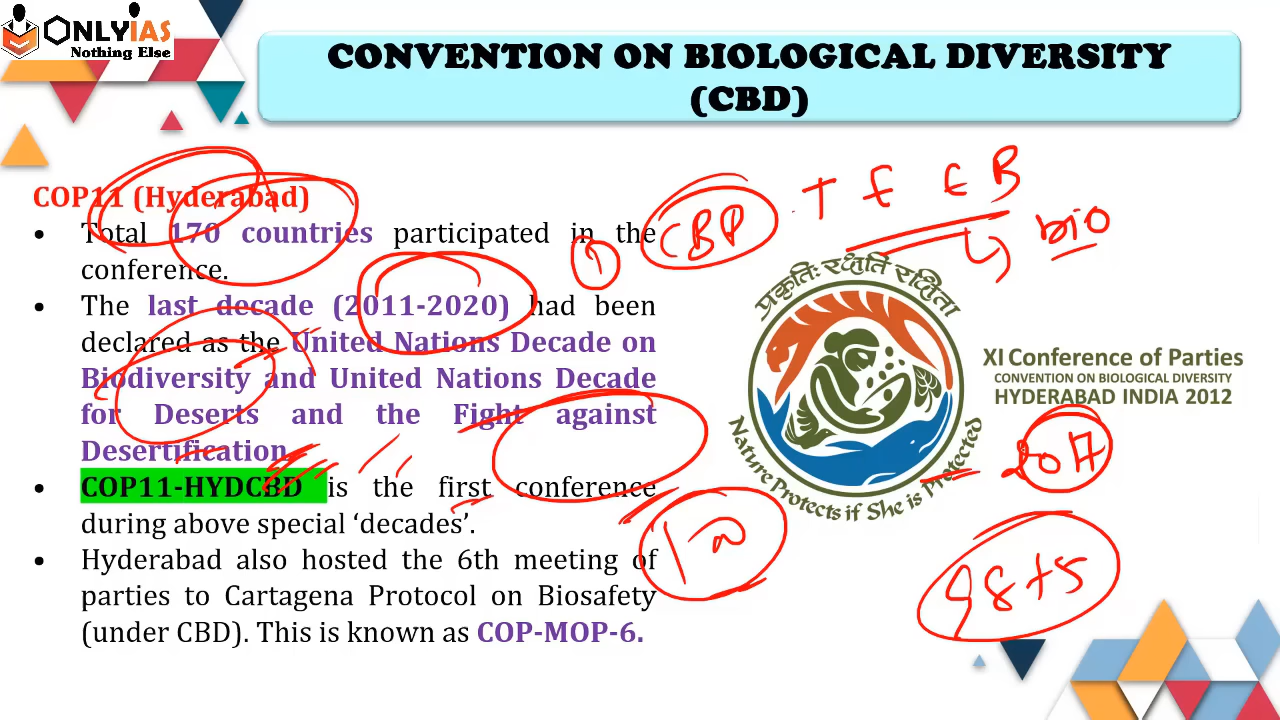 ONLYIAS
Nothing Else
CONVENTION ON BIOLOGICAL DIVERSITY
(CBD)
COP11 (Hyderabad)
• Total 170 countries participated in the
conference.
• The last decade (2011-2020) had been
declared as the United Nations Decade on
Biodiversity and United Nations Decade
for Deserts and the Fight against
Desertification.
• COP11-HYDCBD is the first conference
during above special ‘decades’.
• Hyderabad also hosted the 6th meeting of
parties to Cartagena Protocol on Biosafety
(under CBD). This is known as COP-MOP-6.
प्रकृतिः रक्षति रक्षिता
Nature Protects if She is Protected
XI Conference of Parties
CONVENTION ON BIOLOGICAL DIVERSITY
HYDERABAD INDIA 2012
1
CBP
TEEB
bio
2017
98+5